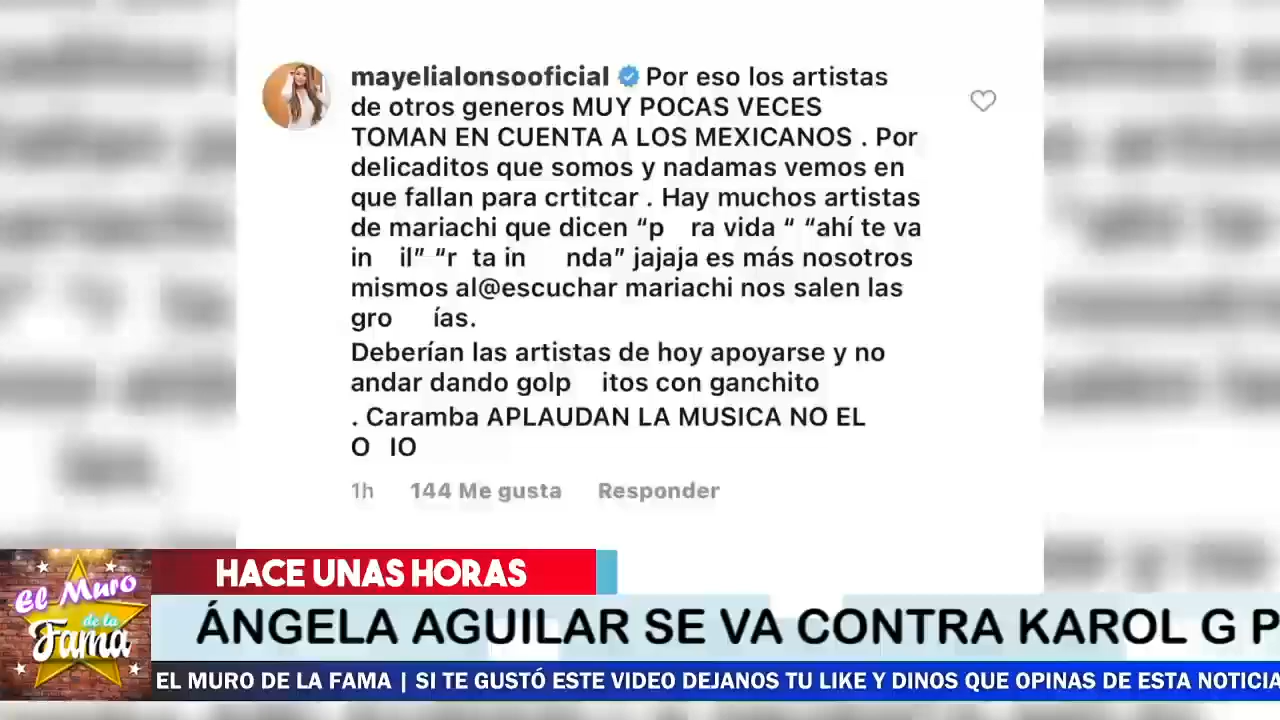 mayelialonsooficial Por eso los artistas
de otros generos MUY POCAS VECES
TOMAN EN CUENTA A LOS MEXICANOS . Por
delicaditos que somos y nadamas vemos en
que fallan para crtitcar . Hay muchos artistas
de mariachi que dicen “p ra vida “ “ahí te va
in il” “r ta in nda” jajaja es más nosotros
mismos al@escuchar mariachi nos salen las
gro ías.
Deberían las artistas de hoy apoyarse y no
andar dando golp itos con ganchito
. Caramba APLAUDAN LA MUSICA NO EL
O IO
1h 144 Me gusta Responder
HACE UNAS HORAS
ÁNGELA AGUILAR SE VA CONTRA KAROL G P
El Muro
de la
Fama
EL MURO DE LA FAMA | SI TE GUSTÓ ESTE VIDEO DEJANOS TU LIKE Y DINOS QUE OPINAS DE ESTA NOTICIA